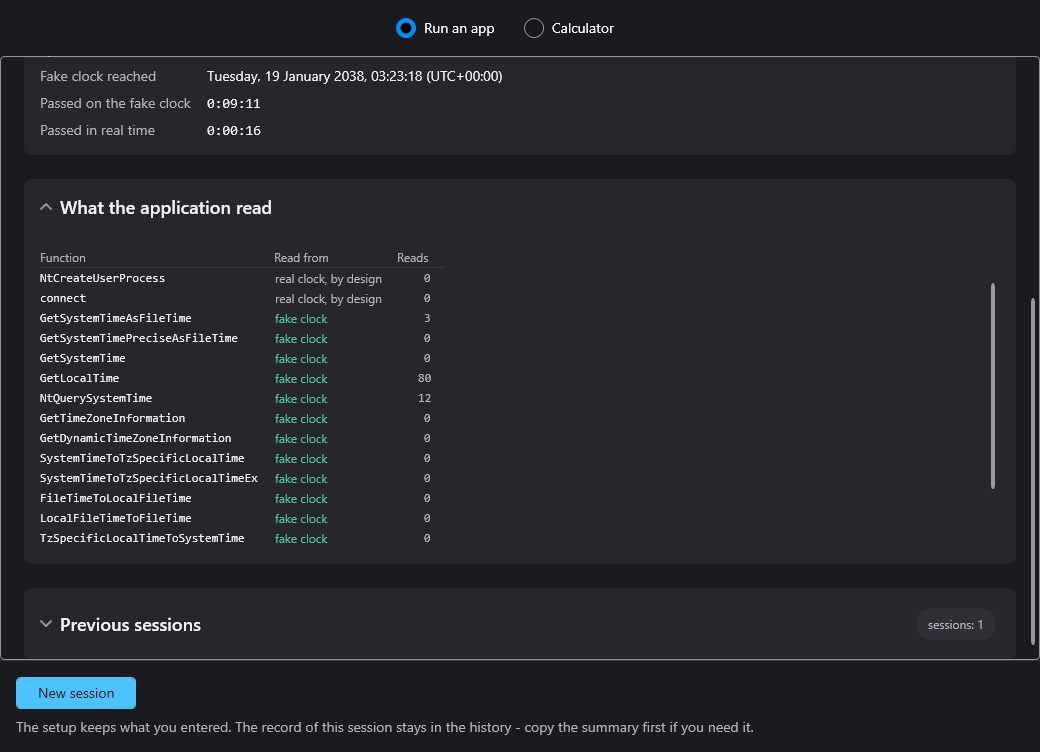 Run an app Calculator
Fake clock reached Tuesday, 19 January 2038, 03:23:18 (UTC+00:00)
Passed on the fake clock 0:09:11
Passed in real time 0:00:16
What the application read
Function Read from Reads
NtCreateUserProcess real clock, by design 0
connect real clock, by design 0
GetSystemTimeAsFileTime fake clock 3
GetSystemTimePreciseAsFileTime fake clock 0
GetSystemTime fake clock 0
GetLocalTime fake clock 80
NtQuerySystemTime fake clock 12
GetTimeZoneInformation fake clock 0
GetDynamicTimeZoneInformation fake clock 0
SystemTimeToTzSpecificLocalTime fake clock 0
SystemTimeToTzSpecificLocalTimeEx fake clock 0
FileTimeToLocalFileTime fake clock 0
LocalFileTimeToFileTime fake clock 0
TzSpecificLocalTimeToSystemTime fake clock 0
Previous sessions sessions: 1
New session
The setup keeps what you entered. The record of this session stays in the history - copy the summary first if you need it.